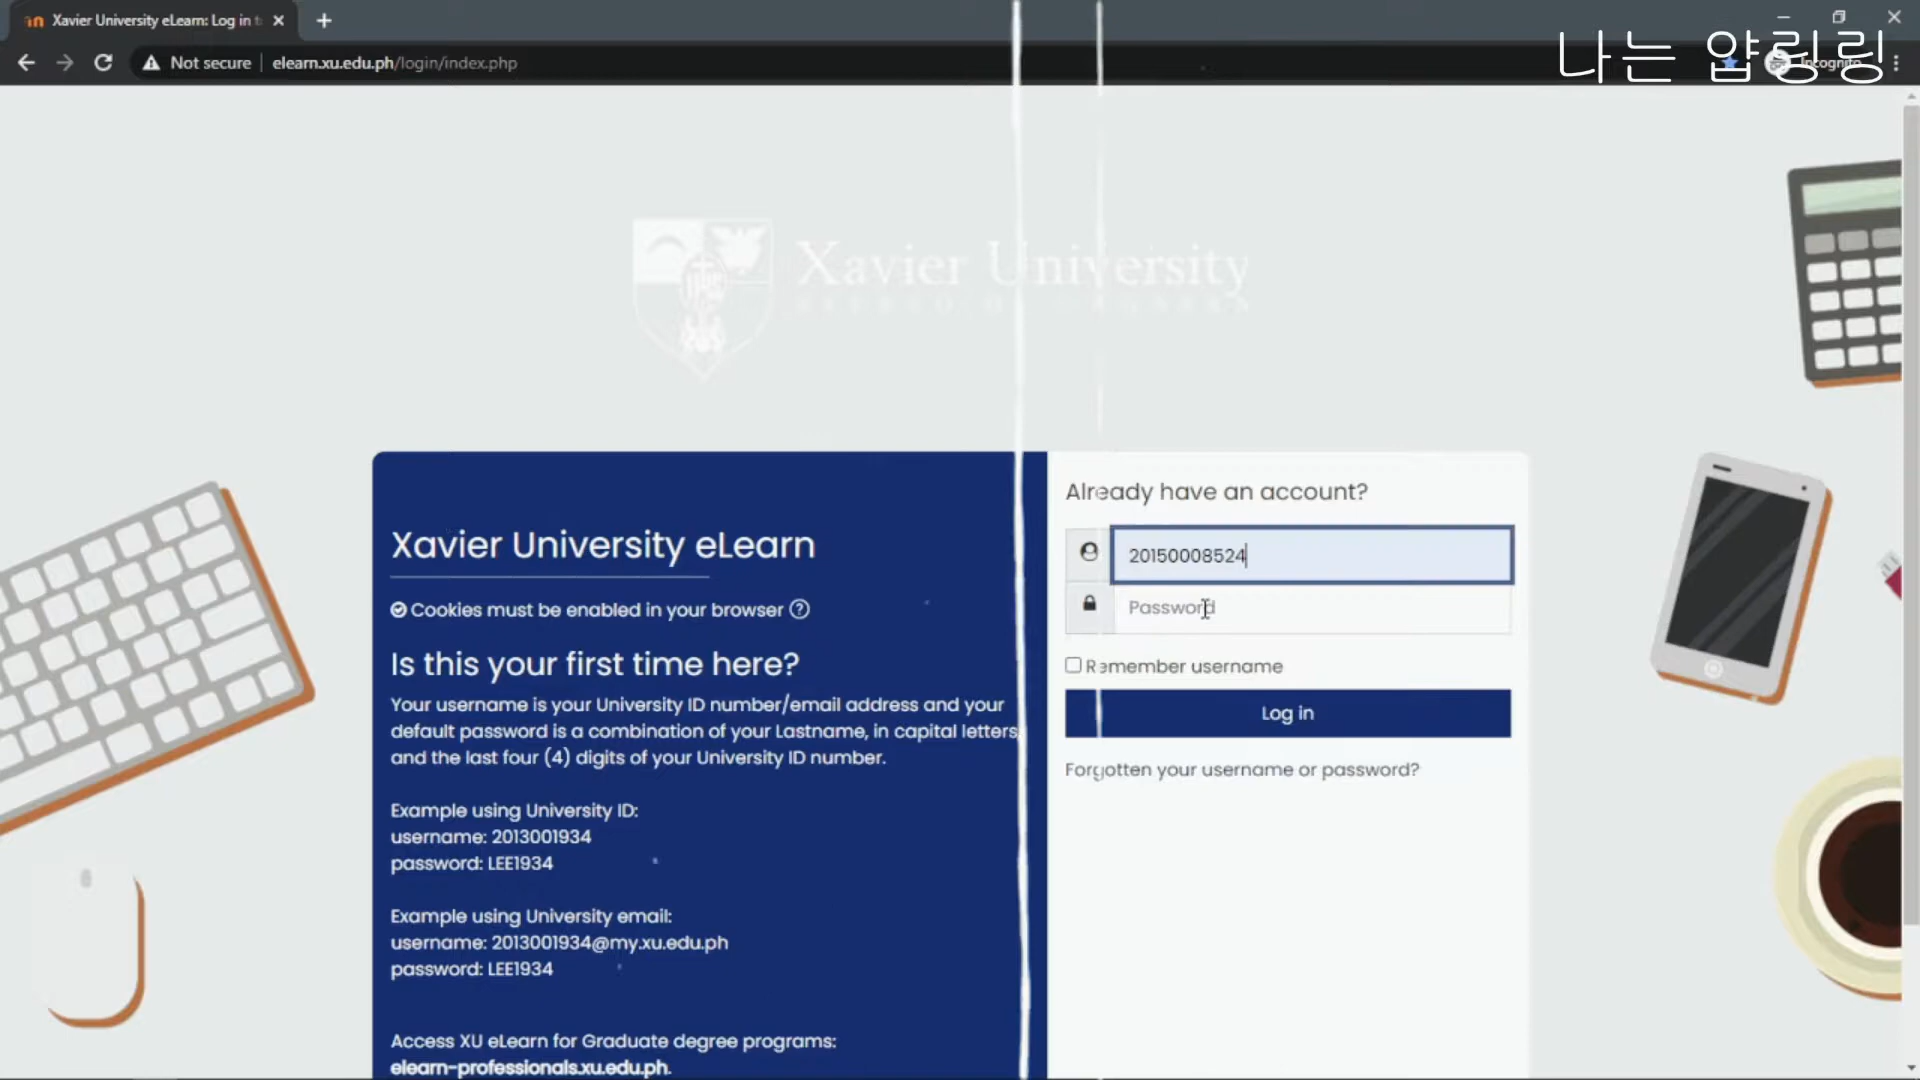 Xavier University eLearn: Log in t
Not secure
elearn.xu.edu.ph/login/index.php
나는 얍링링
Incognito
Xavier University
Xavier University eLearn
Cookies must be enabled in your browser
Is this your first time here?
Your username is your University ID number/email address and your
default password is a combination of your Lastname, in capital letters
and the last four (4) digits of your University ID number.
Example using University ID:
username: 2013001934
password: LEE1934
Example using University email:
username: 2013001934@my.xu.edu.ph
password: LEE1934
Access XU eLearn for Graduate degree programs:
elearn-professionals.xu.edu.ph.
Already have an account?
20150008524
Password
Remember username
Log in
Forgotten your username or password?